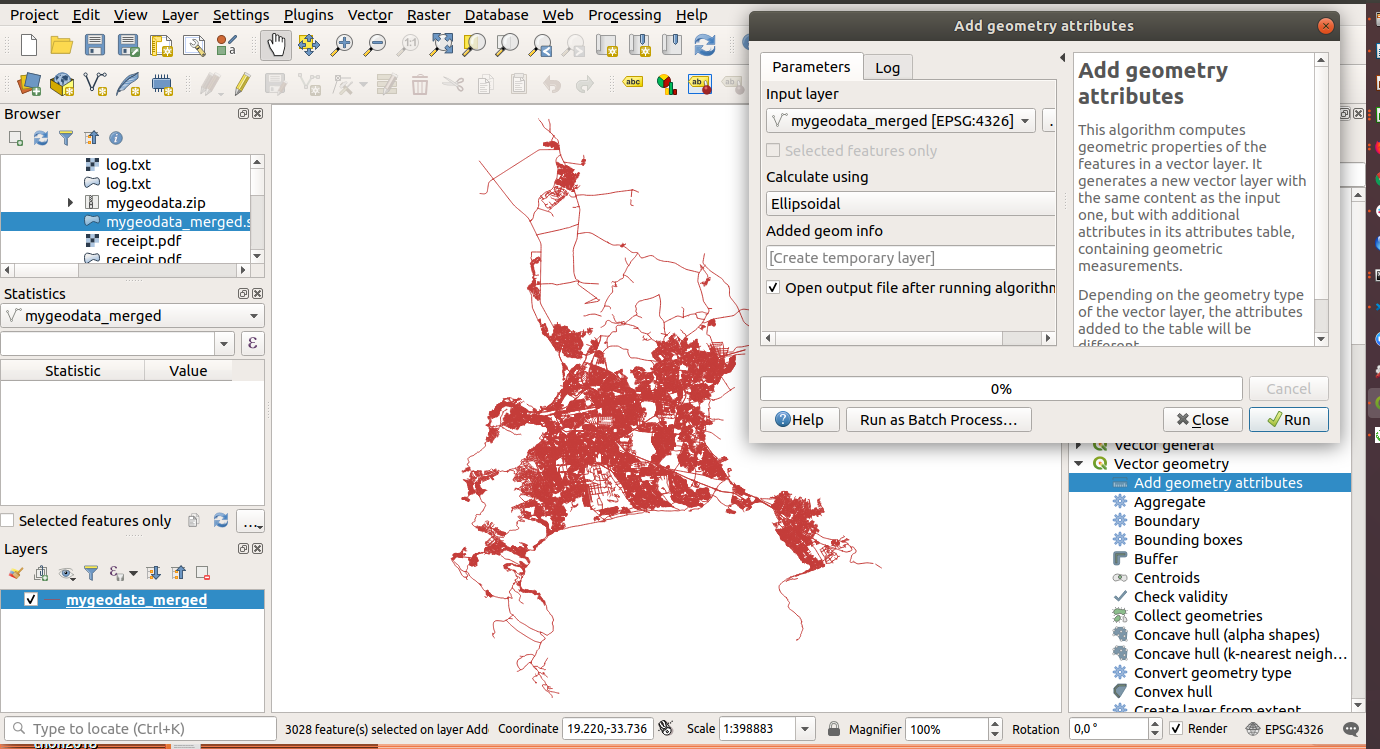 Project Edit View Layer Settings Plugins Vector Raster Database Web Processing Help
Add geometry attributes
Parameters
Log
Input layer
mygeodata_merged [EPSG:4326]
Selected features only
Calculate using
Ellipsoidal
Added geom info
[Create temporary layer]
Open output file after running algorithm
Add geometry
attributes
This algorithm computes
geometric properties of the
features in a vector layer. It
generates a new vector layer with
the same content as the input
one, but with additional
attributes in its attributes table,
containing geometric
measurements.
Depending on the geometry type
of the vector layer, the attributes
added to the table will be
different
0%
Cancel
Help
Run as Batch Process...
Close
Run
1:1
abc
abc
abc
Browser
log.txt
log.txt
mygeodata.zip
mygeodata_merged.s
receipt.pdf
receipt.pdf
Statistics
mygeodata_merged
ε
Statistic Value
Selected features only
...
Layers
mygeodata_merged
Vector general
Vector geometry
Add geometry attributes
Aggregate
Boundary
Bounding boxes
Buffer
Centroids
Check validity
Collect geometries
Concave hull (alpha shapes)
Concave hull (k-nearest neigh...
Convert geometry type
Convex hull
Create layer from extent
Type to locate (Ctrl+K)
3028 feature(s) selected on layer Add
Coordinate 19.220,-33.736
Scale 1:398883
Magnifier 100%
Rotation 0,0 °
Render
EPSG:4326